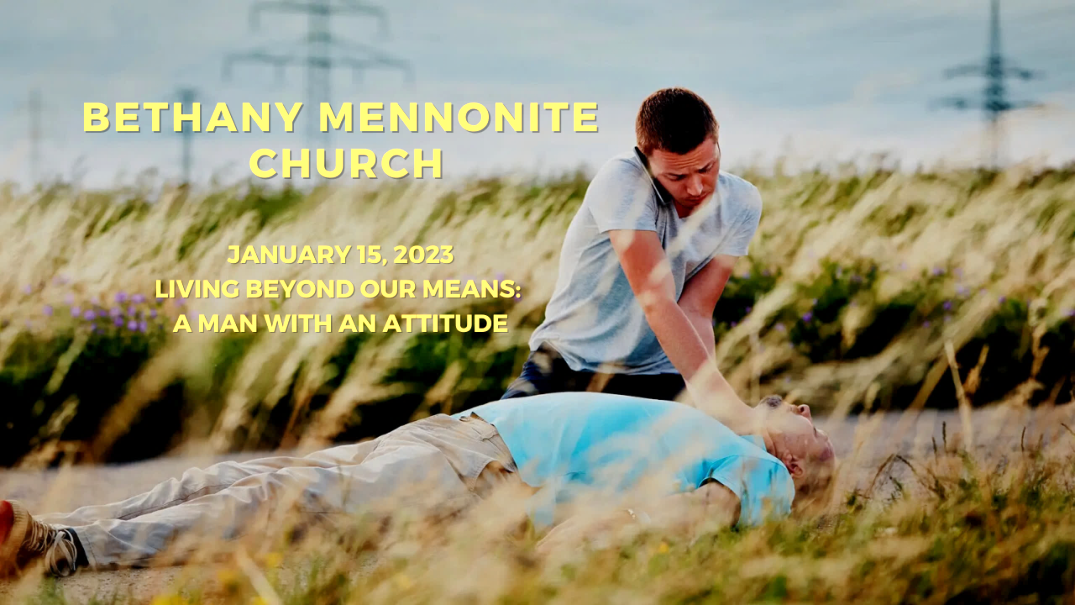 BETHANY MENNONITE
CHURCH
JANUARY 15, 2023
LIVING BEYOND OUR MEANS:
A MAN WITH AN ATTITUDE